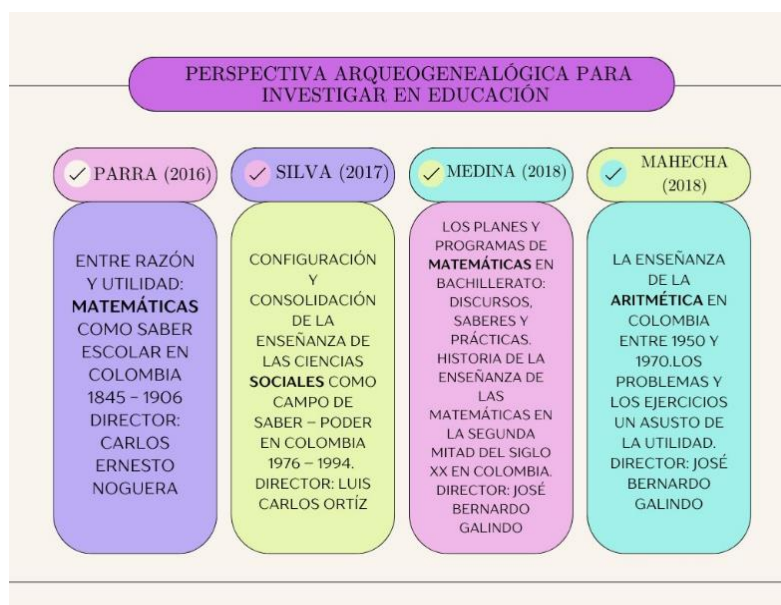 PERSPECTIVA ARQUEOGENEALÓGICA PARA
INVESTIGAR EN EDUCACIÓN
PARRA (2016)
ENTRE RAZÓN
Y UTILIDAD:
MATEMÁTICAS
COMO SABER
ESCOLAR EN
COLOMBIA
1845 – 1906
DIRECTOR:
CARLOS
ERNESTO
NOGUERA
SILVA (2017)
CONFIGURACIÓN
Y
CONSOLIDACIÓN
DE LA
ENSEÑANZA DE
LAS CIENCIAS
SOCIALES COMO
CAMPO DE
SABER – PODER
EN COLOMBIA
1976 – 1994.
DIRECTOR: LUIS
CARLOS ORTÍZ
MEDINA (2018)
LOS PLANES Y
PROGRAMAS DE
MATEMÁTICAS EN
BACHILLERATO:
DISCURSOS,
SABERES Y
PRÁCTICAS.
HISTORIA DE LA
ENSEÑANZA DE
LAS
MATEMÁTICAS EN
LA SEGUNDA
MITAD DEL SIGLO
XX EN COLOMBIA.
DIRECTOR: JOSÉ
BERNARDO
GALINDO
MAHECHA
(2018)
LA ENSEÑANZA
DE LA
ARITMÉTICA EN
COLOMBIA
ENTRE 1950 Y
1970.LOS
PROBLEMAS Y
LOS EJERCICIOS
UN ASUSTO DE
LA UTILIDAD.
DIRECTOR: JOSÉ
BERNARDO
GALINDO